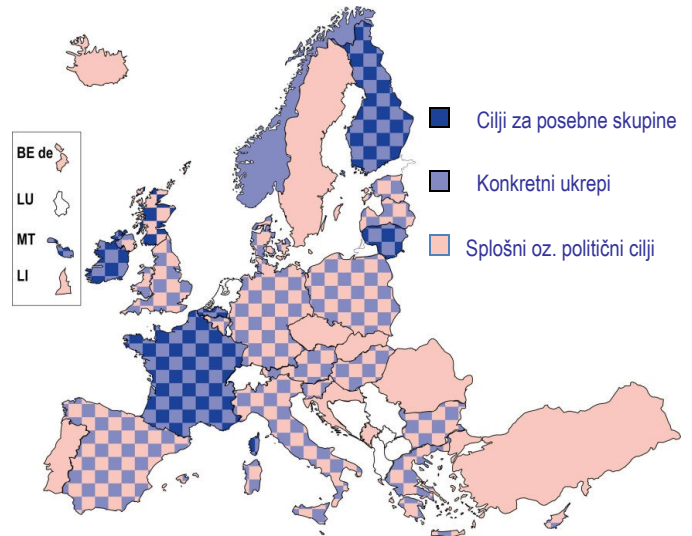 Cilji za posebne skupine
Konkretni ukrepi
Splošni oz. politični cilji
BE de
LU
MT
LI